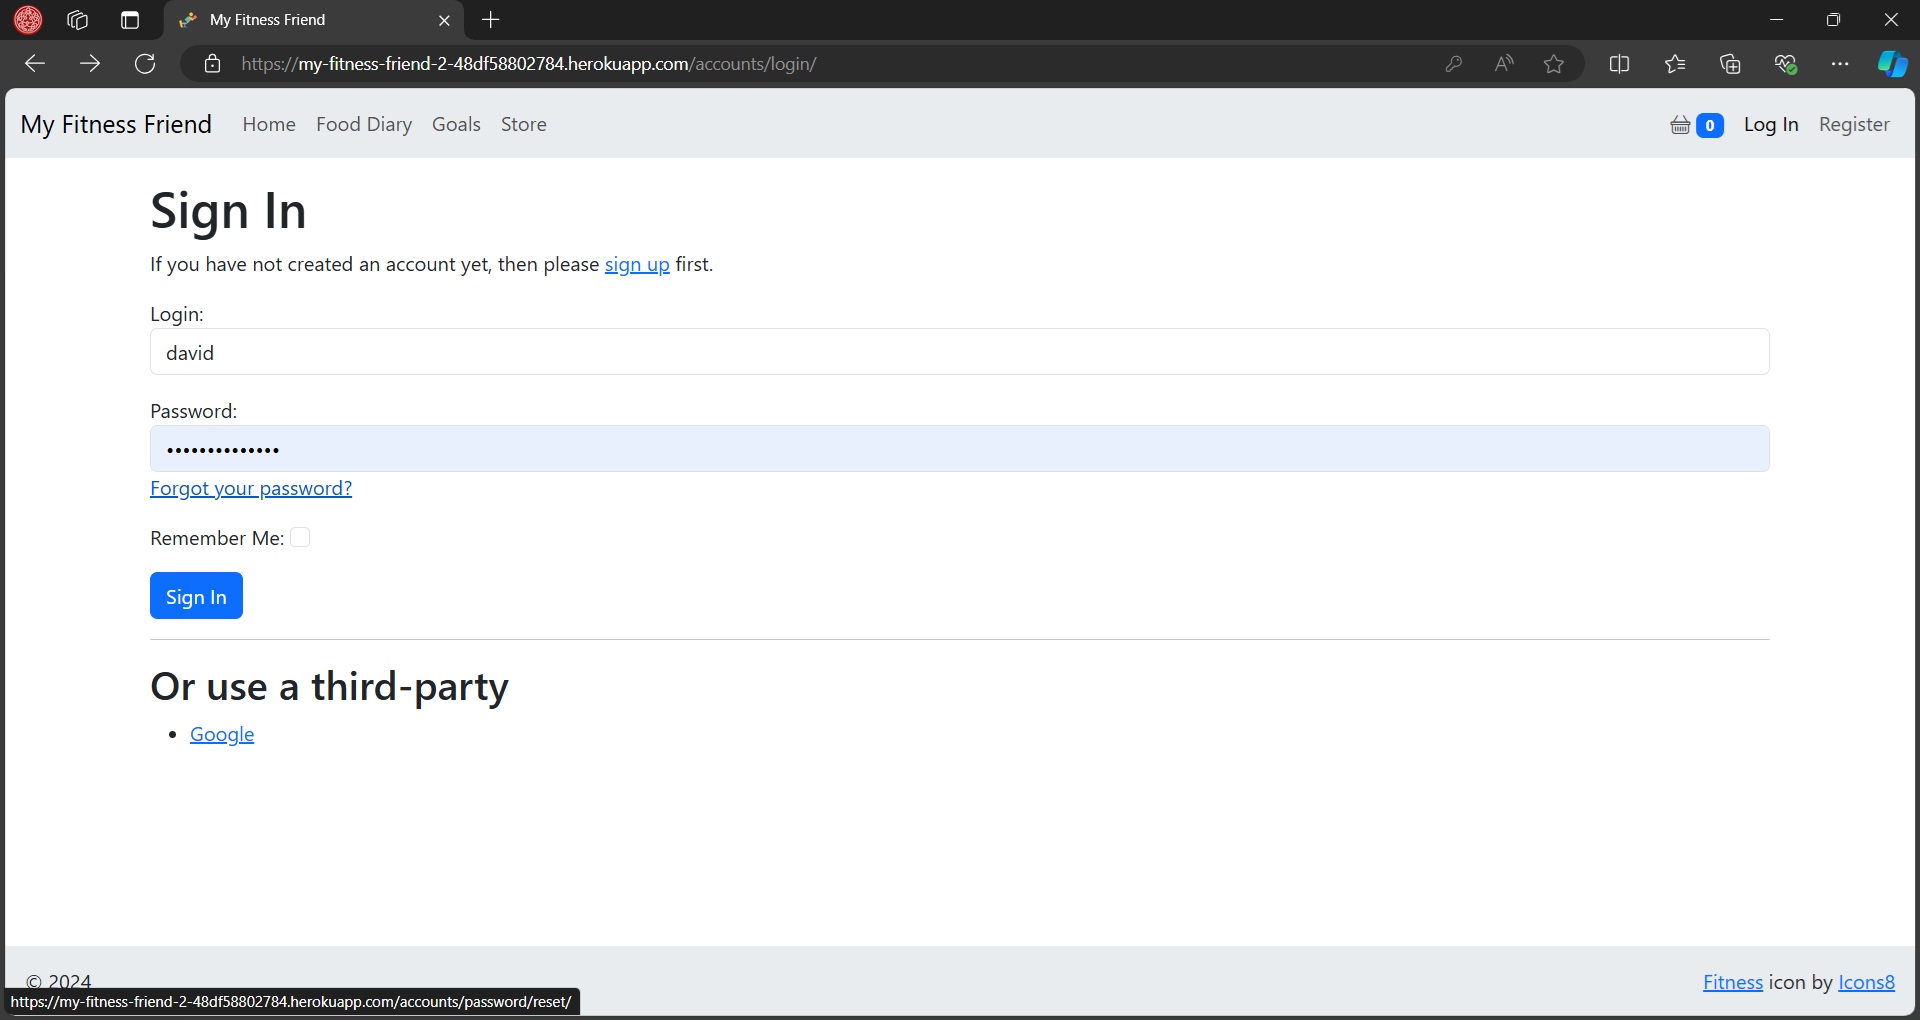 My Fitness Friend
https://my-fitness-friend-2-48df58802784.herokuapp.com/accounts/login/
My Fitness Friend Home Food Diary Goals Store 0 Log In Register
Sign In
If you have not created an account yet, then please sign up first.
Login:
david
Password:
••••••••••••••
Forgot your password?
Remember Me:
Sign In
Or use a third-party
• Google
© 2024
Fitness icon by Icons8
https://my-fitness-friend-2-48df58802784.herokuapp.com/accounts/password/reset/